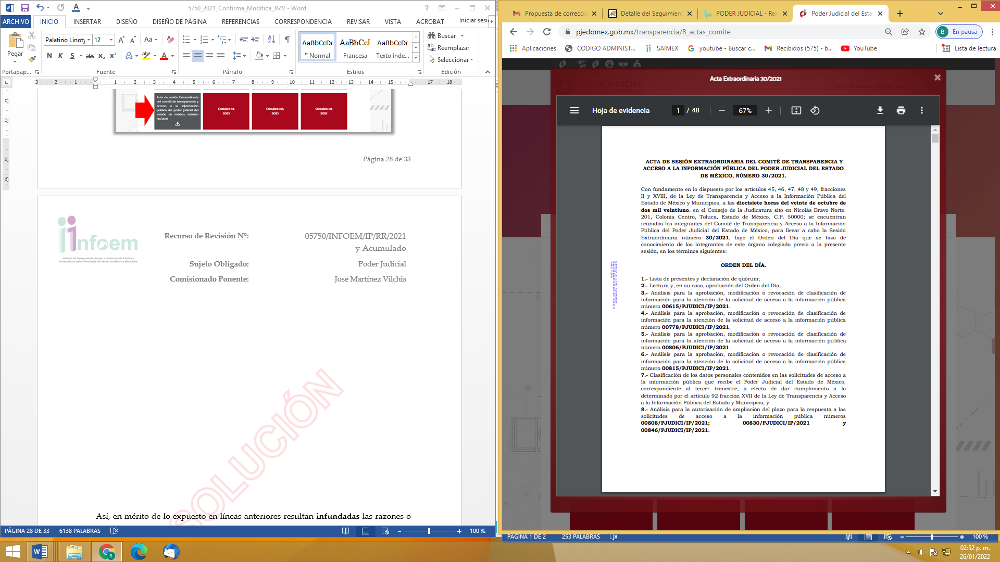 5750_2021_Confirma_Modifica_JMV - Word
ARCHIVO INICIO INSERTAR DISEÑO DISEÑO DE PÁGINA REFERENCIAS CORRESPONDENCIA REVISAR VISTA ACROBAT Iniciar sesi
Pegar
Palatino Linoty 12
AaBbCcDc AaBbCcI AaBbCcDc
¶ Normal Francesa Texto inde...
Buscar
Reemplazar
Seleccionar
Portapap... Fuente Párrafo Estilos Edición
Acta de sesión Extraordinaria
del comité de transparencia y
acceso a la información
pública del poder judicial del
estado de méxico, número
30/2021
Octubre 13,
2021
Octubre 08,
2021
Octubre 01,
2021
Página 28 de 33
infoem
Instituto de Transparencia, Acceso a la Información Pública y
Protección de Datos Personales del Estado de México y Municipios
Recurso de Revisión N°: 05750/INFOEM/IP/RR/2021
y Acumulado
Sujeto Obligado: Poder Judicial
Comisionado Ponente: José Martínez Vilchis
SOLUCIÓN
Así, en mérito de lo expuesto en líneas anteriores resultan infundadas las razones o
PÁGINA 28 DE 33 6138 PALABRAS 100 %
Propuesta de correcció Detalle del Seguimien PODER JUDICIAL - Ren Poder Judicial del Esta
pjedomex.gob.mx/transparencia/8_actas_comite
B En pausa
Aplicaciones CODIGO ADMINIST... SAIMEX youtube - Buscar c... Recibidos (575) - b... YouTube Lista de lectura
PODER JUDICIAL
Acta Extraordinaria 30/2021
Hoja de evidencia 1 / 48 67%
ACTA DE SESIÓN EXTRAORDINARIA DEL COMITÉ DE TRANSPARENCIA Y
ACCESO A LA INFORMACIÓN PÚBLICA DEL PODER JUDICIAL DEL ESTADO
DE MÉXICO, NÚMERO 30/2021.
Con fundamento en lo dispuesto por los artículos 45, 46, 47, 48 y 49, fracciones
II y XVIII, de la Ley de Transparencia y Acceso a la Información Pública del
Estado de México y Municipios, a las diecisiete horas del veinte de octubre de
dos mil veintiuno, en el Consejo de la Judicatura sito en Nicolás Bravo Norte.
201, Colonia Centro, Toluca, Estado de México, C.P. 50000; se encuentran
reunidos los integrantes del Comité de Transparencia y Acceso a la Información
Pública del Poder Judicial del Estado de México, para llevar a cabo la Sesión
Extraordinaria número 30/2021, bajo el Orden del Día que se hizo de
conocimiento de los integrantes de este órgano colegiado previo a la presente
sesión, en los términos siguientes:
ORDEN DEL DÍA.
1.- Lista de presentes y declaración de quórum;
2.- Lectura y, en su caso, aprobación del Orden del Día;
3.- Análisis para la aprobación, modificación o revocación de clasificación de
información para la atención de la solicitud de acceso a la información pública
número 00615/PJUDICI/IP/2021.
4.- Análisis para la aprobación, modificación o revocación de clasificación de
información para la atención de la solicitud de acceso a la información pública
número 00778/PJUDICI/IP/2021.
5.- Análisis para la aprobación, modificación o revocación de clasificación de
información para la atención de la solicitud de acceso a la información pública
número 00806/PJUDICI/IP/2021.
6.- Análisis para la aprobación, modificación o revocación de clasificación de
información para la atención de la solicitud de acceso a la información pública
número 00815/PJUDICI/IP/2021.
7.- Clasificación de los datos personales contenidos en las solicitudes de acceso a
la información pública que recibe el Poder Judicial del Estado de México,
correspondiente al tercer trimestre, a efecto de dar cumplimiento a lo
determinado por el artículo 92 fracción XVII de la Ley de Transparencia y Acceso
a la Información Pública del Estado y Municipios; y
8.- Análisis para la autorización de ampliación del plazo para la respuesta a las
solicitudes de acceso a la información pública números
00808/PJUDICI/IP/2021; 00830/PJUDICI/IP/2021 y
00846/PJUDICI/IP/2021.
PÁGINA 1 DE 2 253 PALABRAS 100 %
02:52 p. m.
26/01/2022